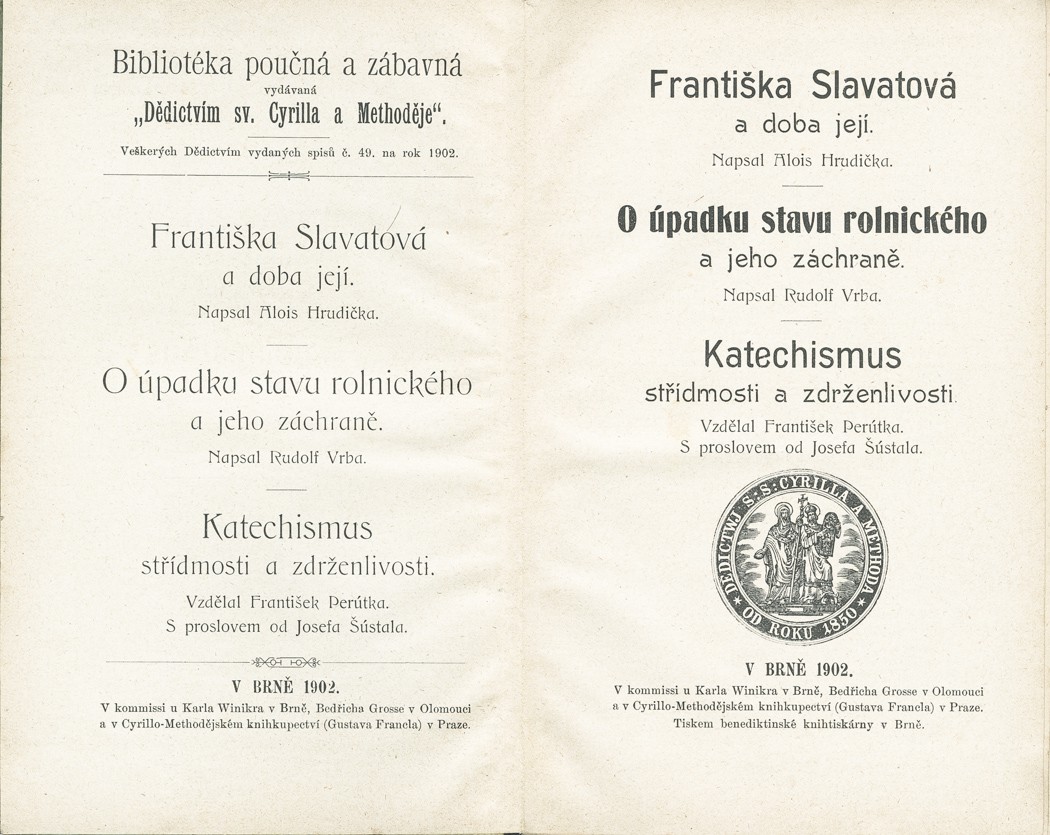 Bibliotéka poučná a zábavná
vydávaná
„Dědictvím sv. Cyrilla a Methoděje“.
Veškerých Dědictvím vydaných spisů č. 49. na rok 1902.
Františka Slavatová
a doba její.
Napsal Alois Hrudička.
O úpadku stavu rolnického
a jeho záchraně.
Napsal Rudolf Vrba.
Katechismus
střídmosti a zdrženlivosti.
Vzdělal František Perútka.
S proslovem od Josefa Šústala.
V BRNĚ 1902.
V kommissi u Karla Winikra v Brně, Bedřicha Grosse v Olomouci
a v Cyrillo-Methodějském knihkupectví (Gustava Francla) v Praze.
Františka Slavatová
a doba její.
Napsal Alois Hrudička.
O úpadku stavu rolnického
a jeho záchraně.
Napsal Rudolf Vrba.
Katechismus
střídmosti a zdrženlivosti.
Vzdělal František Perútka.
S proslovem od Josefa Šústala.
DĚDICTWJ S: S: CYRILLA A METHODA
* OD ROKU 1850 *
V BRNĚ 1902.
V kommissi u Karla Winikra v Brně, Bedřicha Grosse v Olomouci
a v Cyrillo-Methodějském knihkupectví (Gustava Francla) v Praze.
Tiskem benediktinské knihtiskárny v Brně.